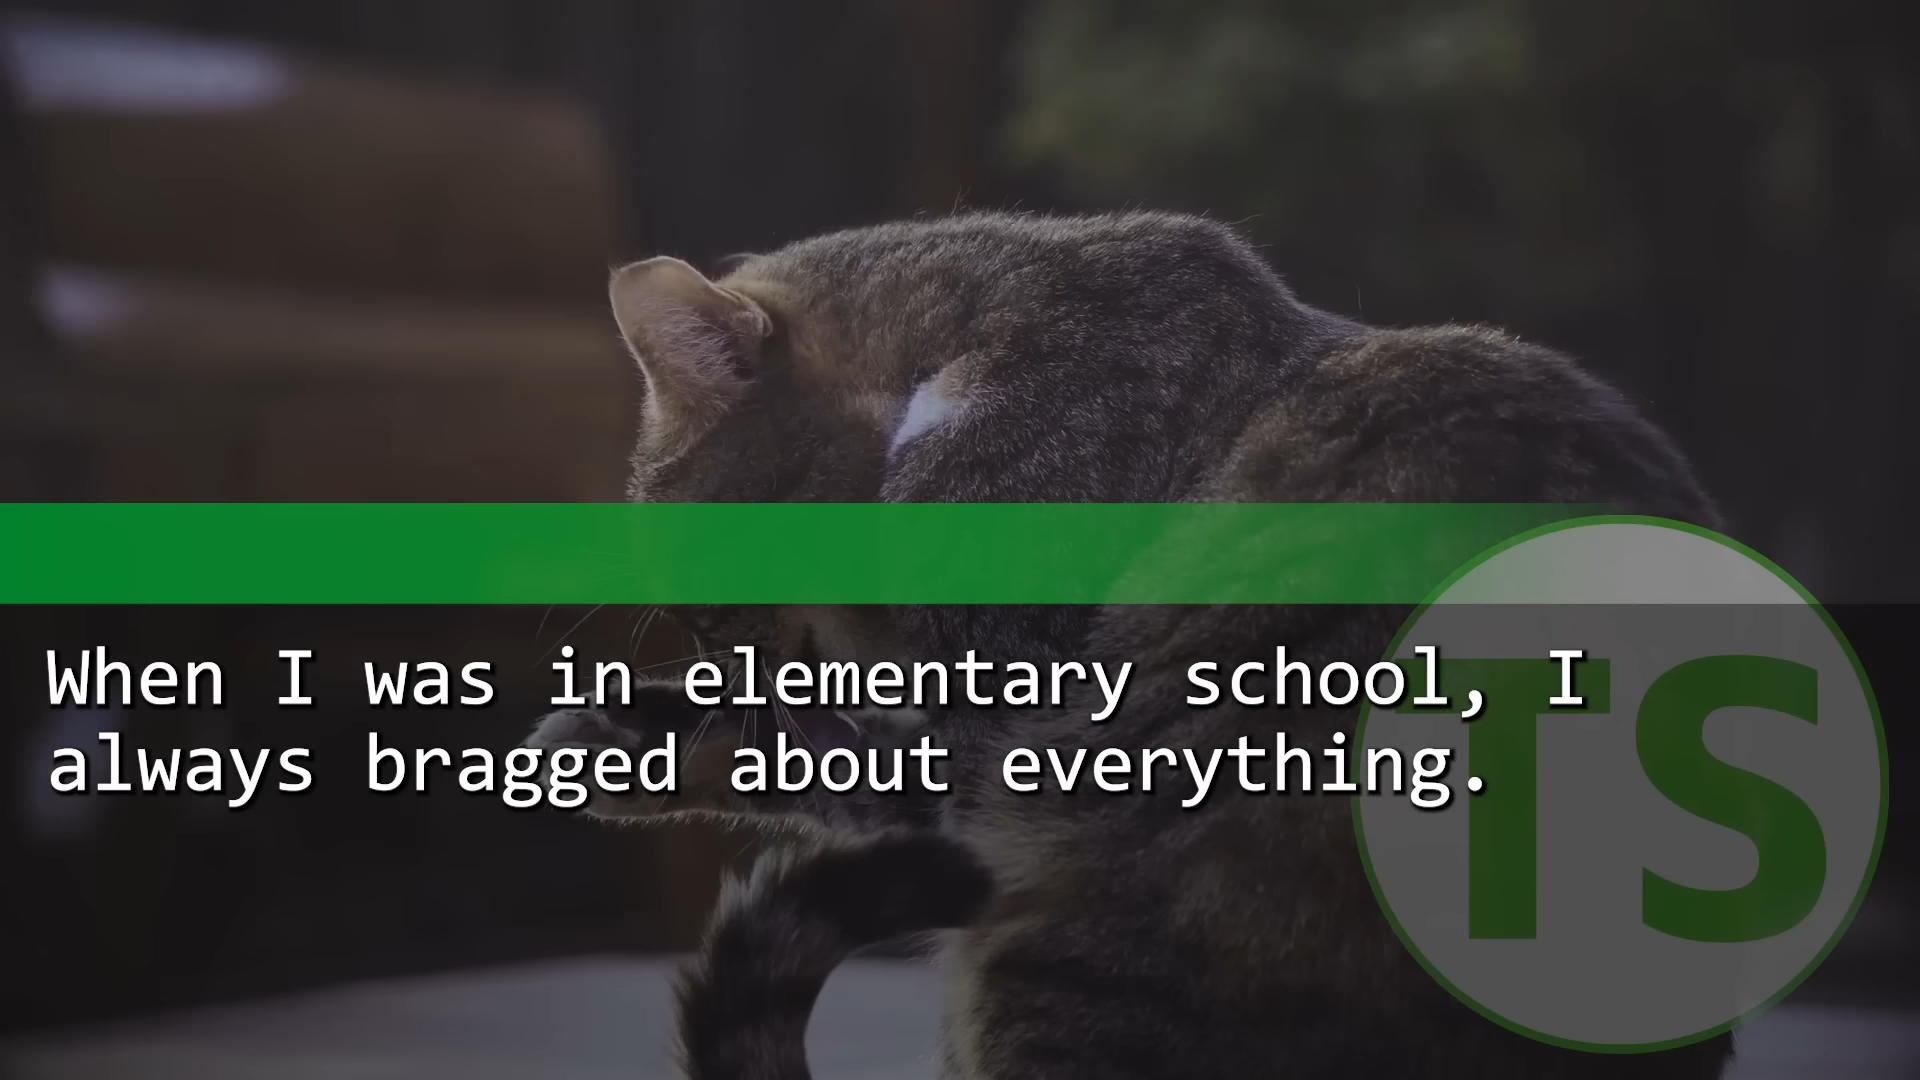 When I was in elementary school, I
always bragged about everything.
TS